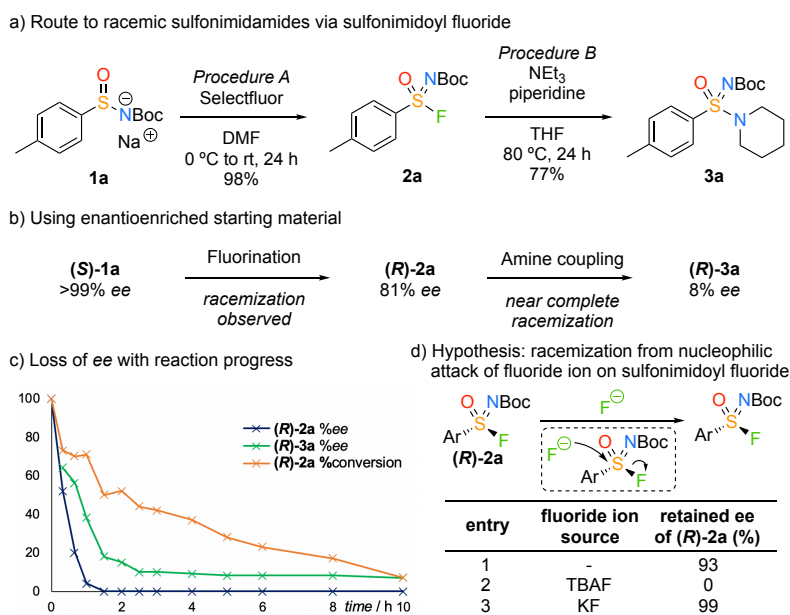 a) Route to racemic sulfonimidamides via sulfonimidoyl fluoride
Procedure A
Selectfluor
DMF
0 ºC to rt, 24 h
98%
Procedure B
NEt3
piperidine
THF
80 ºC, 24 h
77%
O
S
N
⊖
Boc
Na⊕
1a
O
NBoc
S
F
2a
O
NBoc
S
N
3a
b) Using enantioenriched starting material
(S)-1a
>99% ee
Fluorination
racemization
observed
(R)-2a
81% ee
Amine coupling
near complete
racemization
(R)-3a
8% ee
c) Loss of ee with reaction progress
100
80
60
40
20
0
0 2 4 6 8 10
time / h
(R)-2a %ee
(R)-3a %ee
(R)-2a %conversion
d) Hypothesis: racemization from nucleophilic
attack of fluoride ion on sulfonimidoyl fluoride
O
NBoc
Ar
S
F
(R)-2a
F⊖
F⊖
O
NBoc
Ar
S
F
O
NBoc
Ar
S
F
entry fluoride ion source retained ee of (R)-2a (%)
1 - 93
2 TBAF 0
3 KF 99